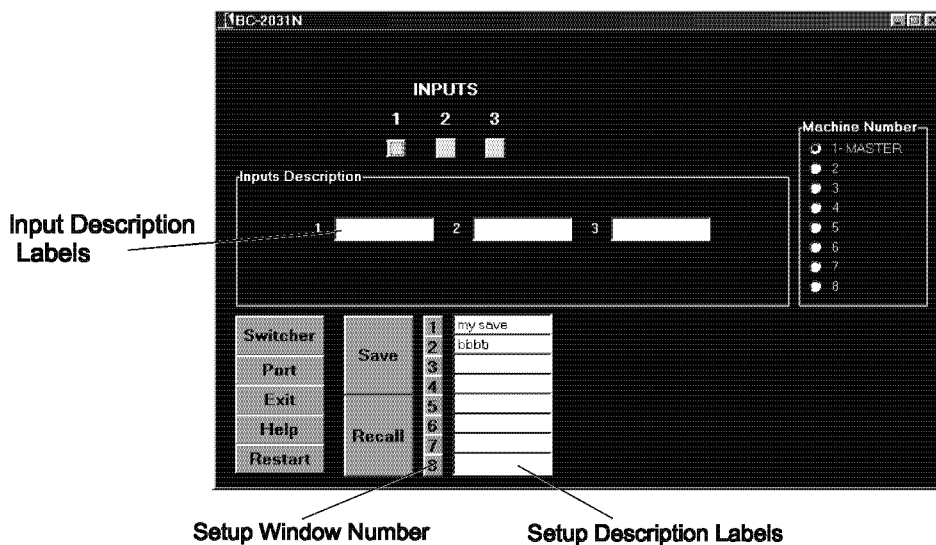 BC-2031N
INPUTS
1 2 3
Machine Number
1- MASTER
2
3
4
5
6
7
8
Inputs Description
1 2 3
Input Description
Labels
Switcher
Port
Exit
Help
Restart
Save
Recall
1 my save
2 bbbb
3
4
5
6
7
8
Setup Window Number
Setup Description Labels